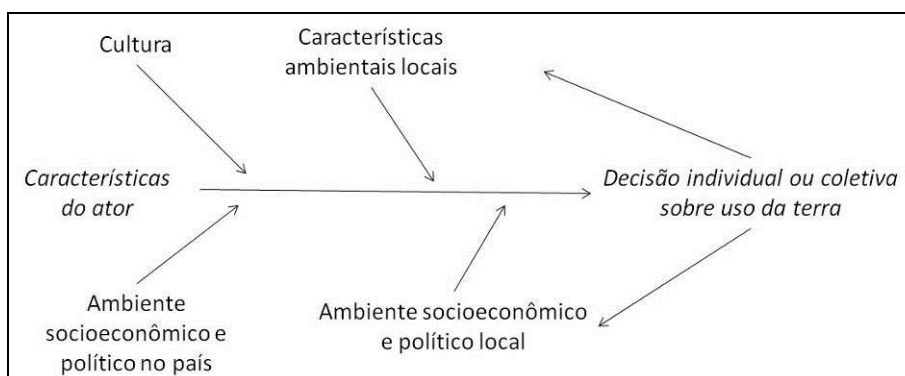 Cultura
Características
ambientais locais
Características
do ator
Decisão individual ou coletiva
sobre uso da terra
Ambiente
socioeconômico e
político no país
Ambiente socioeconômico
e político local